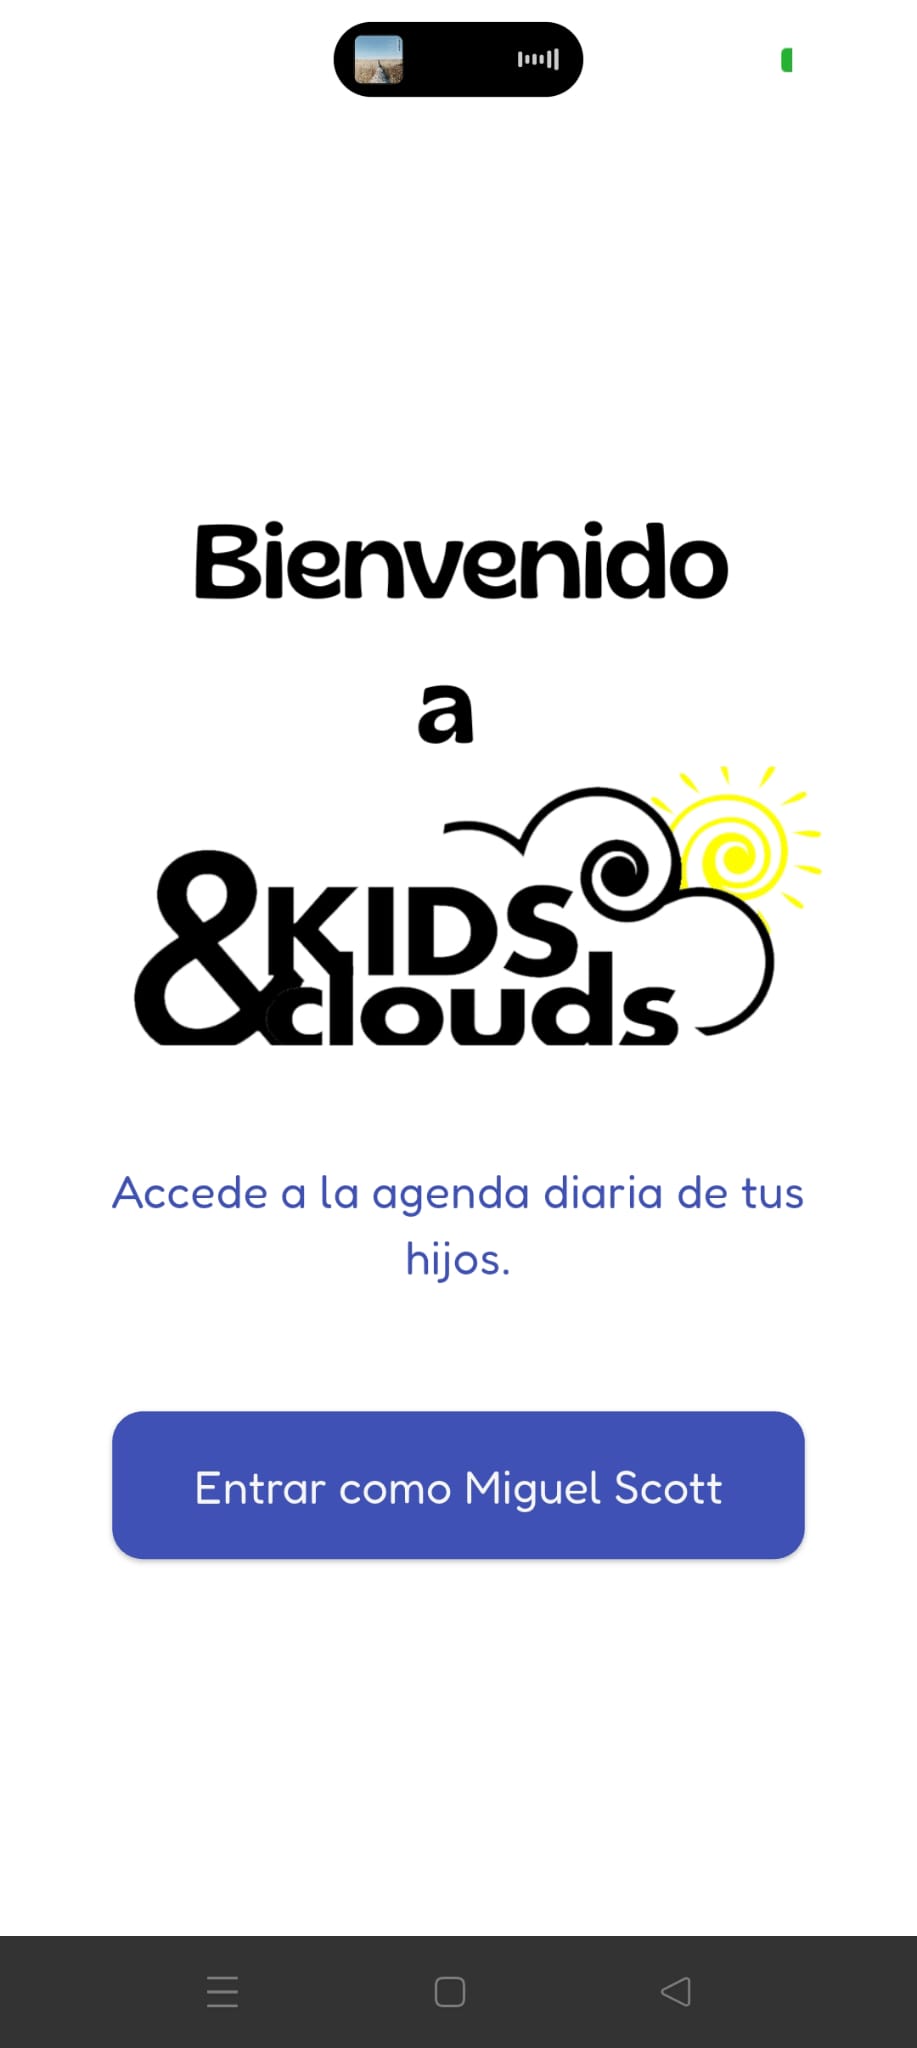 Bienvenido
a
&KIDS
clouds
Accede a la agenda diaria de tus
hijos.
Entrar como Miguel Scott